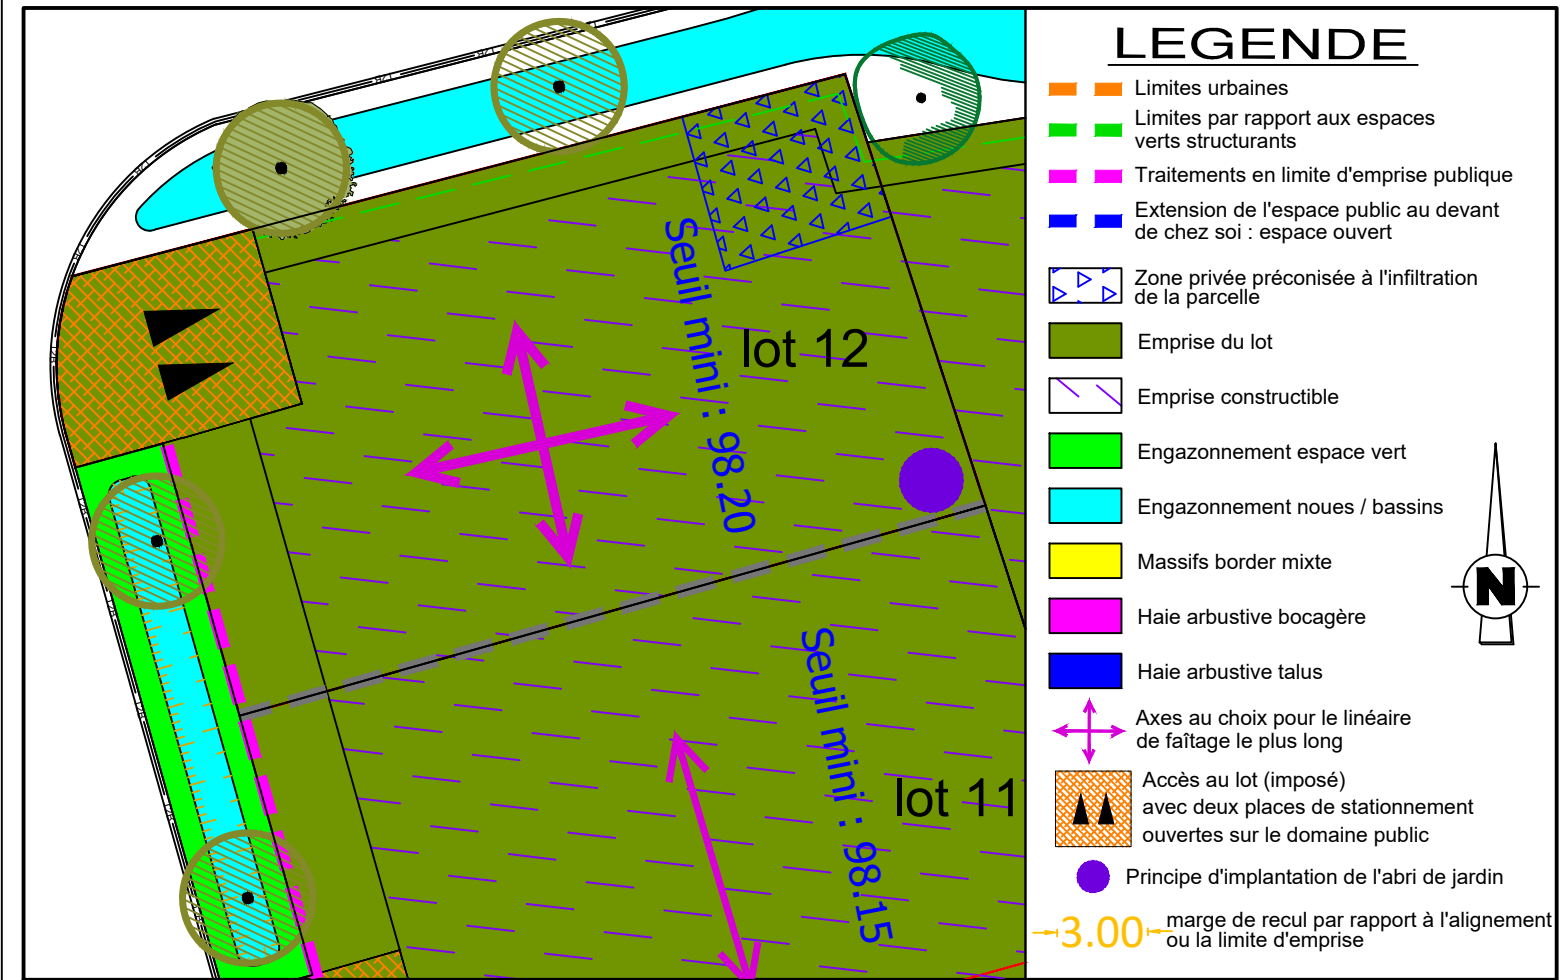 Seuil mini : 98.20
lot 12
Seuil mini : 98.15
lot 11
LEGENDE
Limites urbaines
Limites par rapport aux espaces
verts structurants
Traitements en limite d'emprise publique
Extension de l'espace public au devant
de chez soi : espace ouvert
Zone privée préconisée à l'infiltration
de la parcelle
Emprise du lot
Emprise constructible
Engazonnement espace vert
Engazonnement noues / bassins
Massifs border mixte
Haie arbustive bocagère
Haie arbustive talus
Axes au choix pour le linéaire
de faîtage le plus long
Accès au lot (imposé)
avec deux places de stationnement
ouvertes sur le domaine public
Principe d'implantation de l'abri de jardin
3.00 marge de recul par rapport à l'alignement
ou la limite d'emprise
N